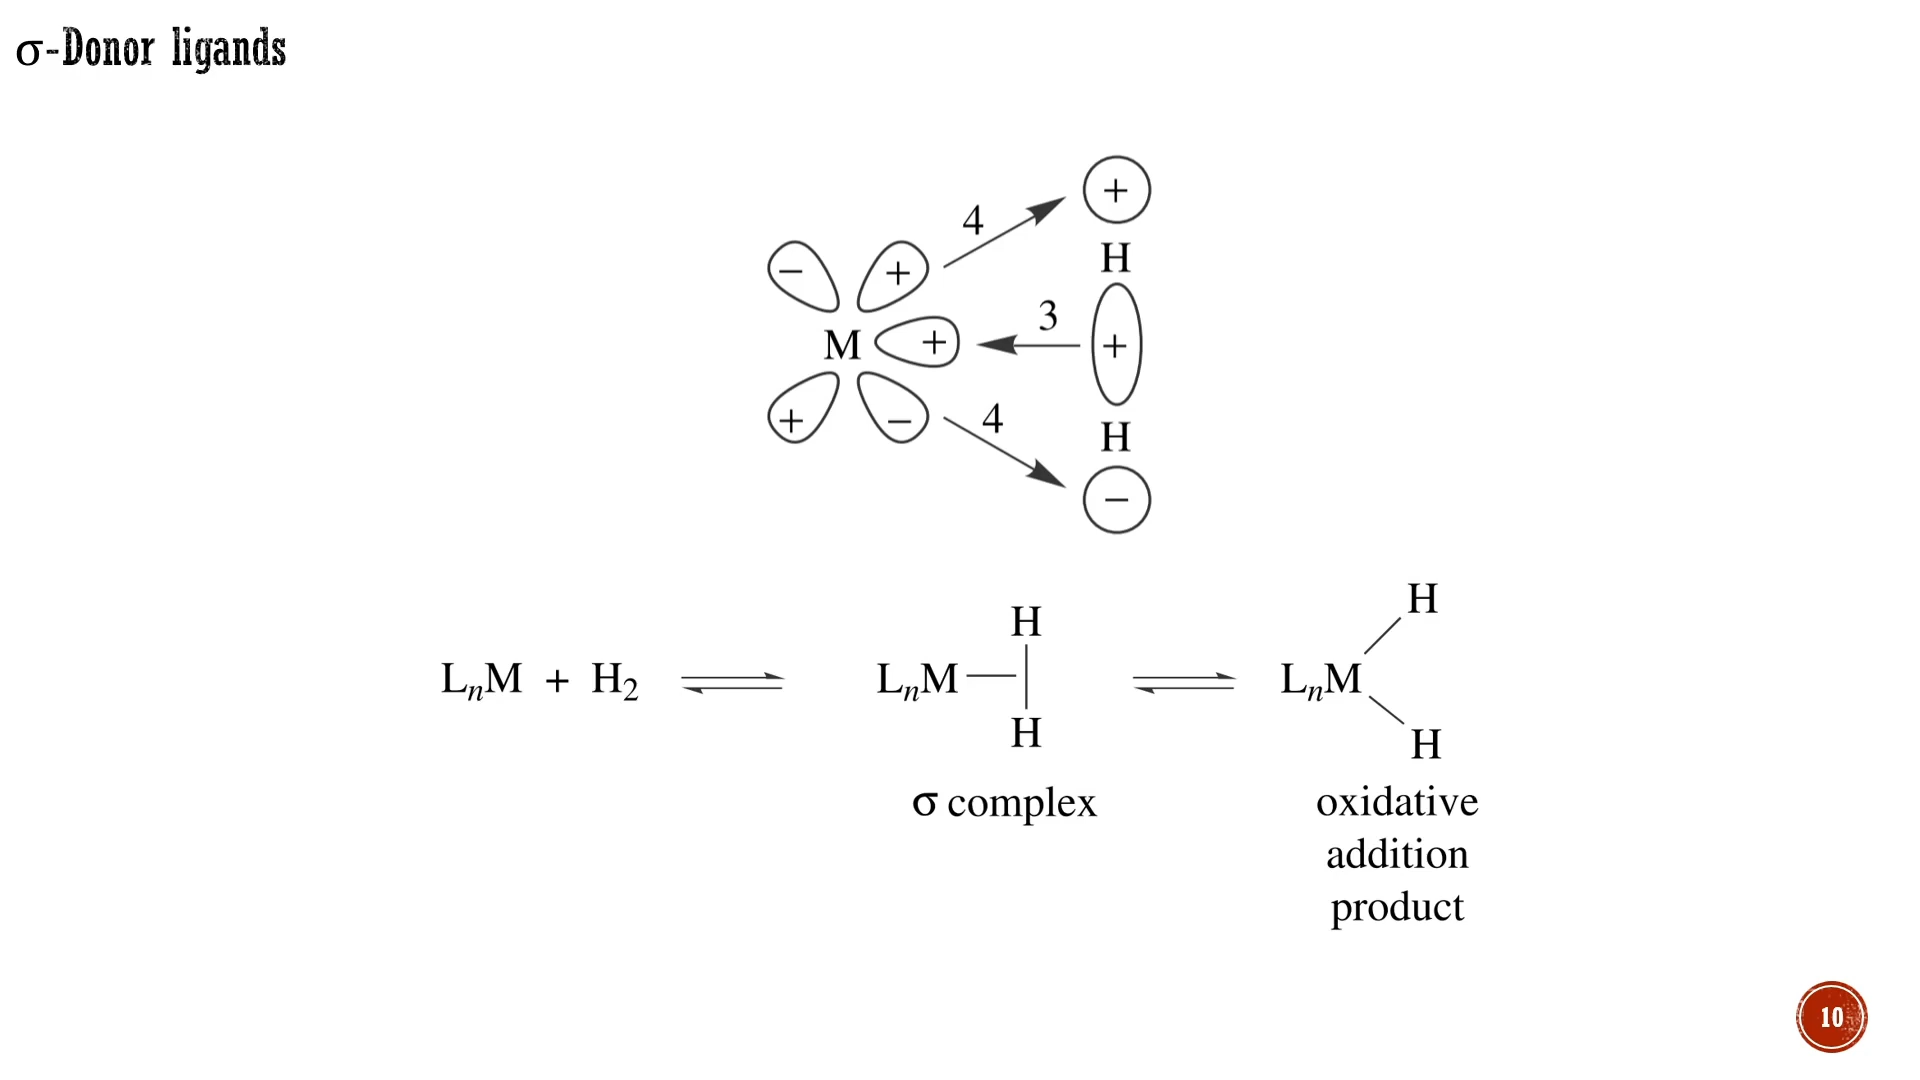 σ-Donor ligands
+
4
H
− +
3
M + +
+ −
4
H
−
H H
LₙM + H₂ LₙM LₙM
H H
σ complex oxidative
addition
product
10